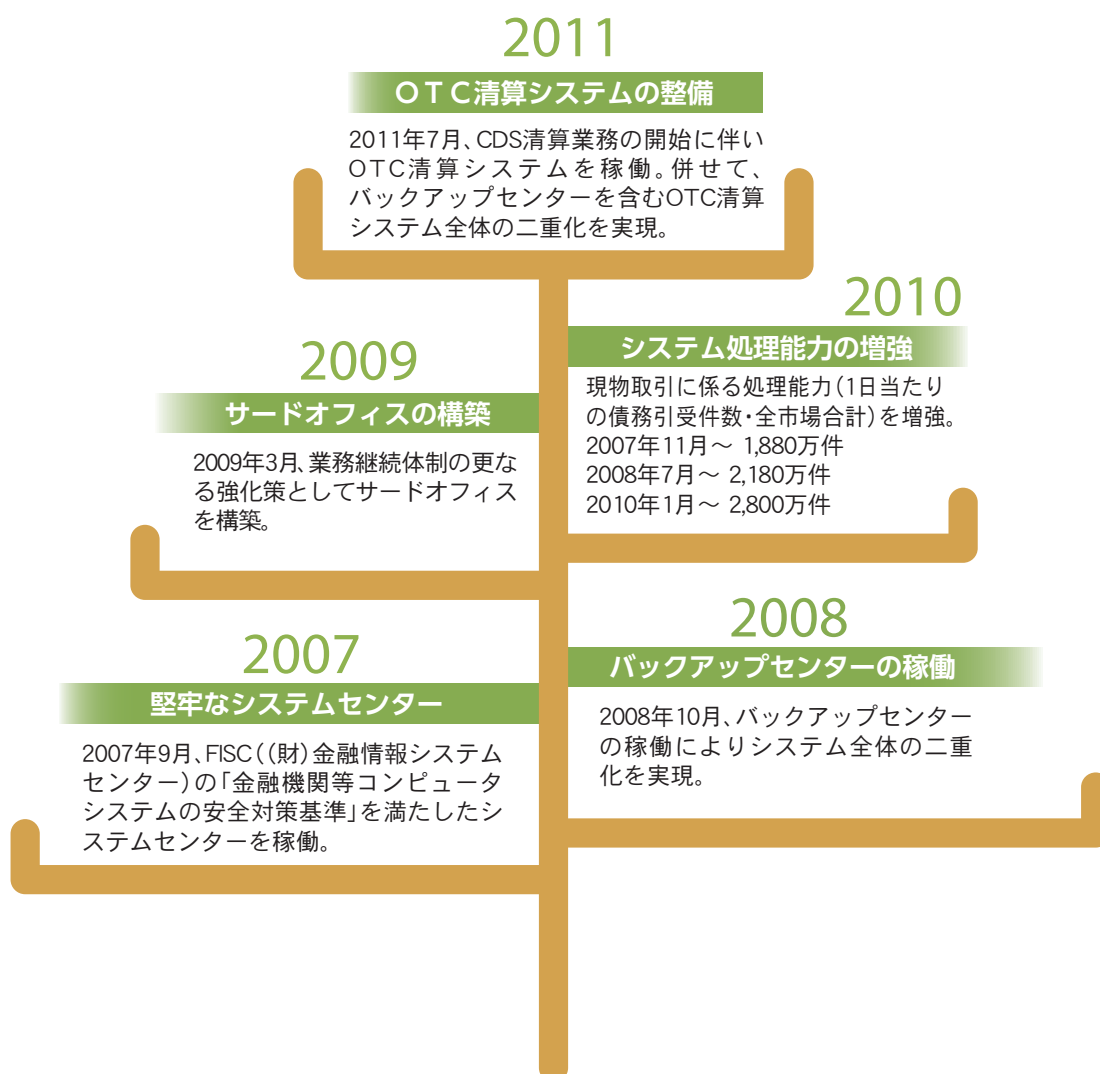 2011
OTC清算システムの整備
2011年7月、CDS清算業務の開始に伴い
OTC清算システムを稼働。併せて、
バックアップセンターを含むOTC清算
システム全体の二重化を実現。
2010
システム処理能力の増強
現物取引に係る処理能力(1日当たり
の債務引受件数・全市場合計)を増強。
2007年11月～ 1,880万件
2008年7月～ 2,180万件
2010年1月～ 2,800万件
2009
サードオフィスの構築
2009年3月、業務継続体制の更な
る強化策としてサードオフィス
を構築。
2008
バックアップセンターの稼働
2008年10月、バックアップセンター
の稼働によりシステム全体の二重
化を実現。
2007
堅牢なシステムセンター
2007年9月、FISC((財)金融情報システム
センター)の「金融機関等コンピュータ
システムの安全対策基準」を満たしたシ
ステムセンターを稼働。